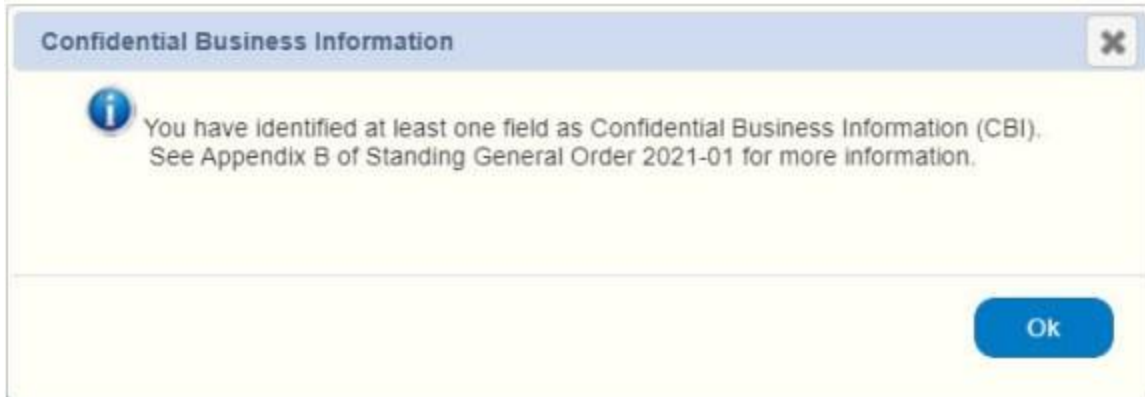 Confidential Business Information
You have identified at least one field as Confidential Business Information (CBI).
See Appendix B of Standing General Order 2021-01 for more information.
Ok